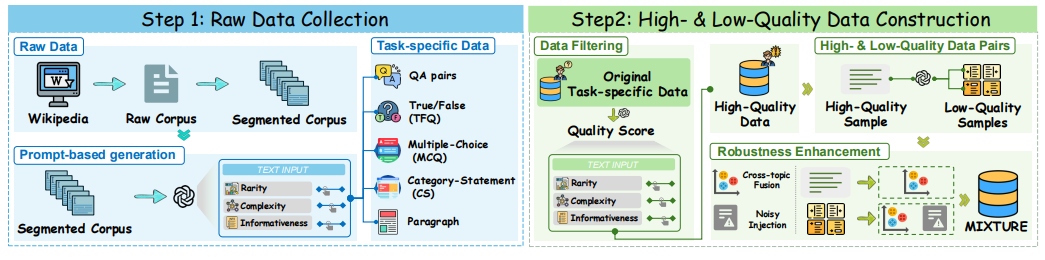 Step 1: Raw Data Collection
Raw Data
W
Wikipedia
Raw Corpus
Segmented Corpus
Prompt-based generation
Segmented Corpus
TEXT INPUT
Rarity
Complexity
Informativeness
Task-specific Data
Q
A
QA pairs
T
F
True/False
(TFQ)
Multiple-Choice
(MCQ)
Category-Statement
(CS)
Paragraph
Step2: High- & Low-Quality Data Construction
Data Filtering
Original
Task-specific Data
Quality Score
TEXT INPUT
Rarity
Complexity
Informativeness
High-Quality
Data
High- & Low-Quality Data Pairs
High-Quality
Sample
Low-Quality
Samples
Robustness Enhancement
Cross-topic
Fusion
Noisy
Injection
MIXTURE